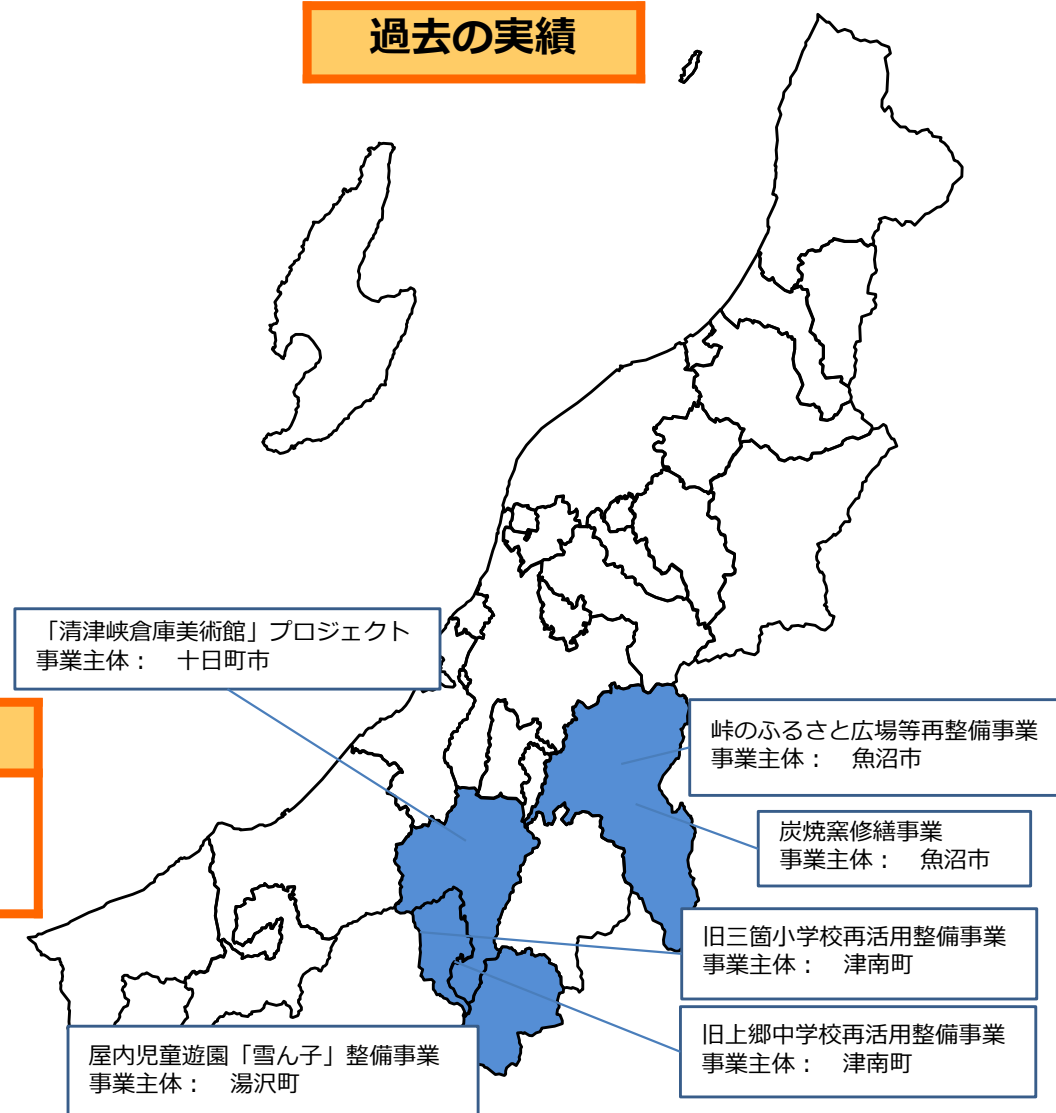 過去の実績
「清津峡倉庫美術館」プロジェクト
事業主体： 十日町市
峠のふるさと広場等再整備事業
事業主体： 魚沼市
炭焼窯修繕事業
事業主体： 魚沼市
旧三箇小学校再活用整備事業
事業主体： 津南町
旧上郷中学校再活用整備事業
事業主体： 津南町
屋内児童遊園「雪ん子」整備事業
事業主体： 湯沢町